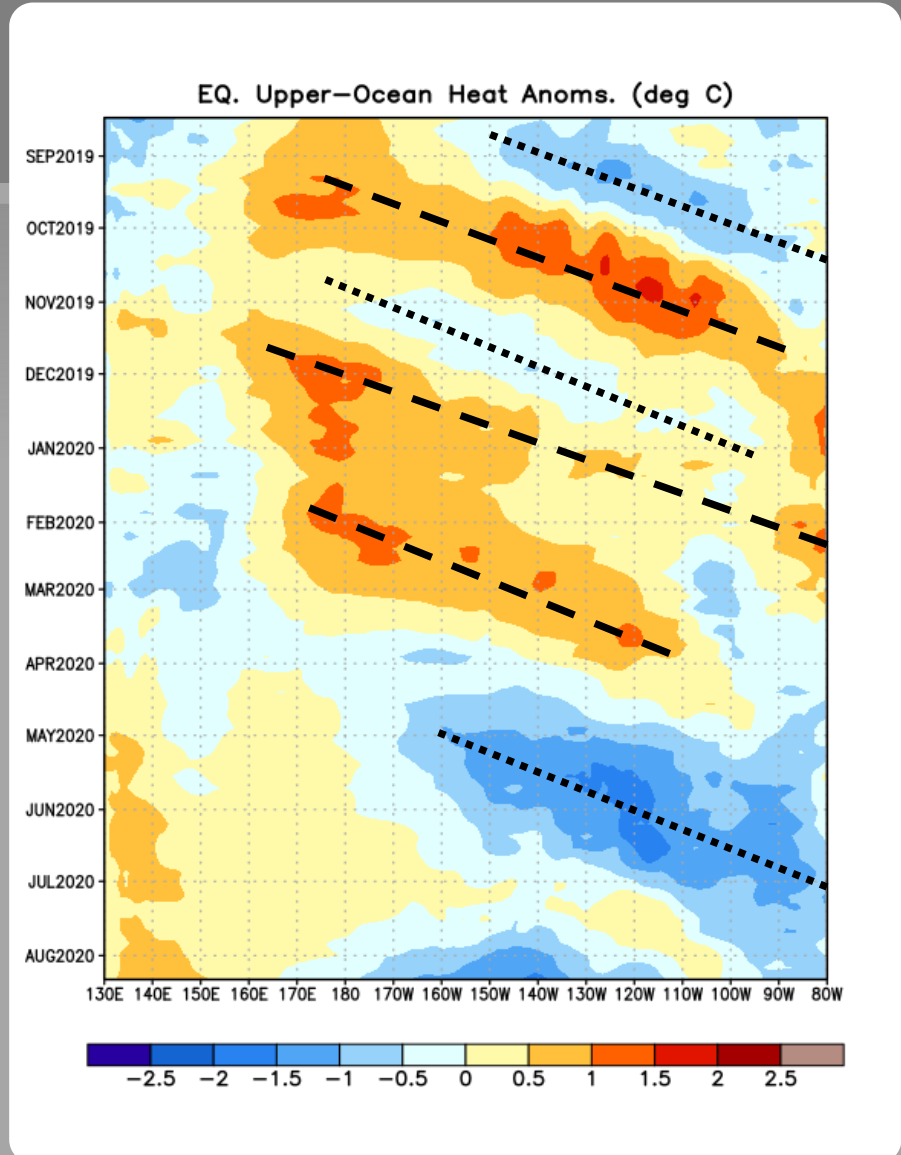 EQ. Upper-Ocean Heat Anoms. (deg C)
SEP2019
OCT2019
NOV2019
DEC2019
JAN2020
FEB2020
MAR2020
APR2020
MAY2020
JUN2020
JUL2020
AUG2020
130E 140E 150E 160E 170E 180 170W 160W 150W 140W 130W 120W 110W 100W 90W 80W
-2.5 -2 -1.5 -1 -0.5 0 0.5 1 1.5 2 2.5